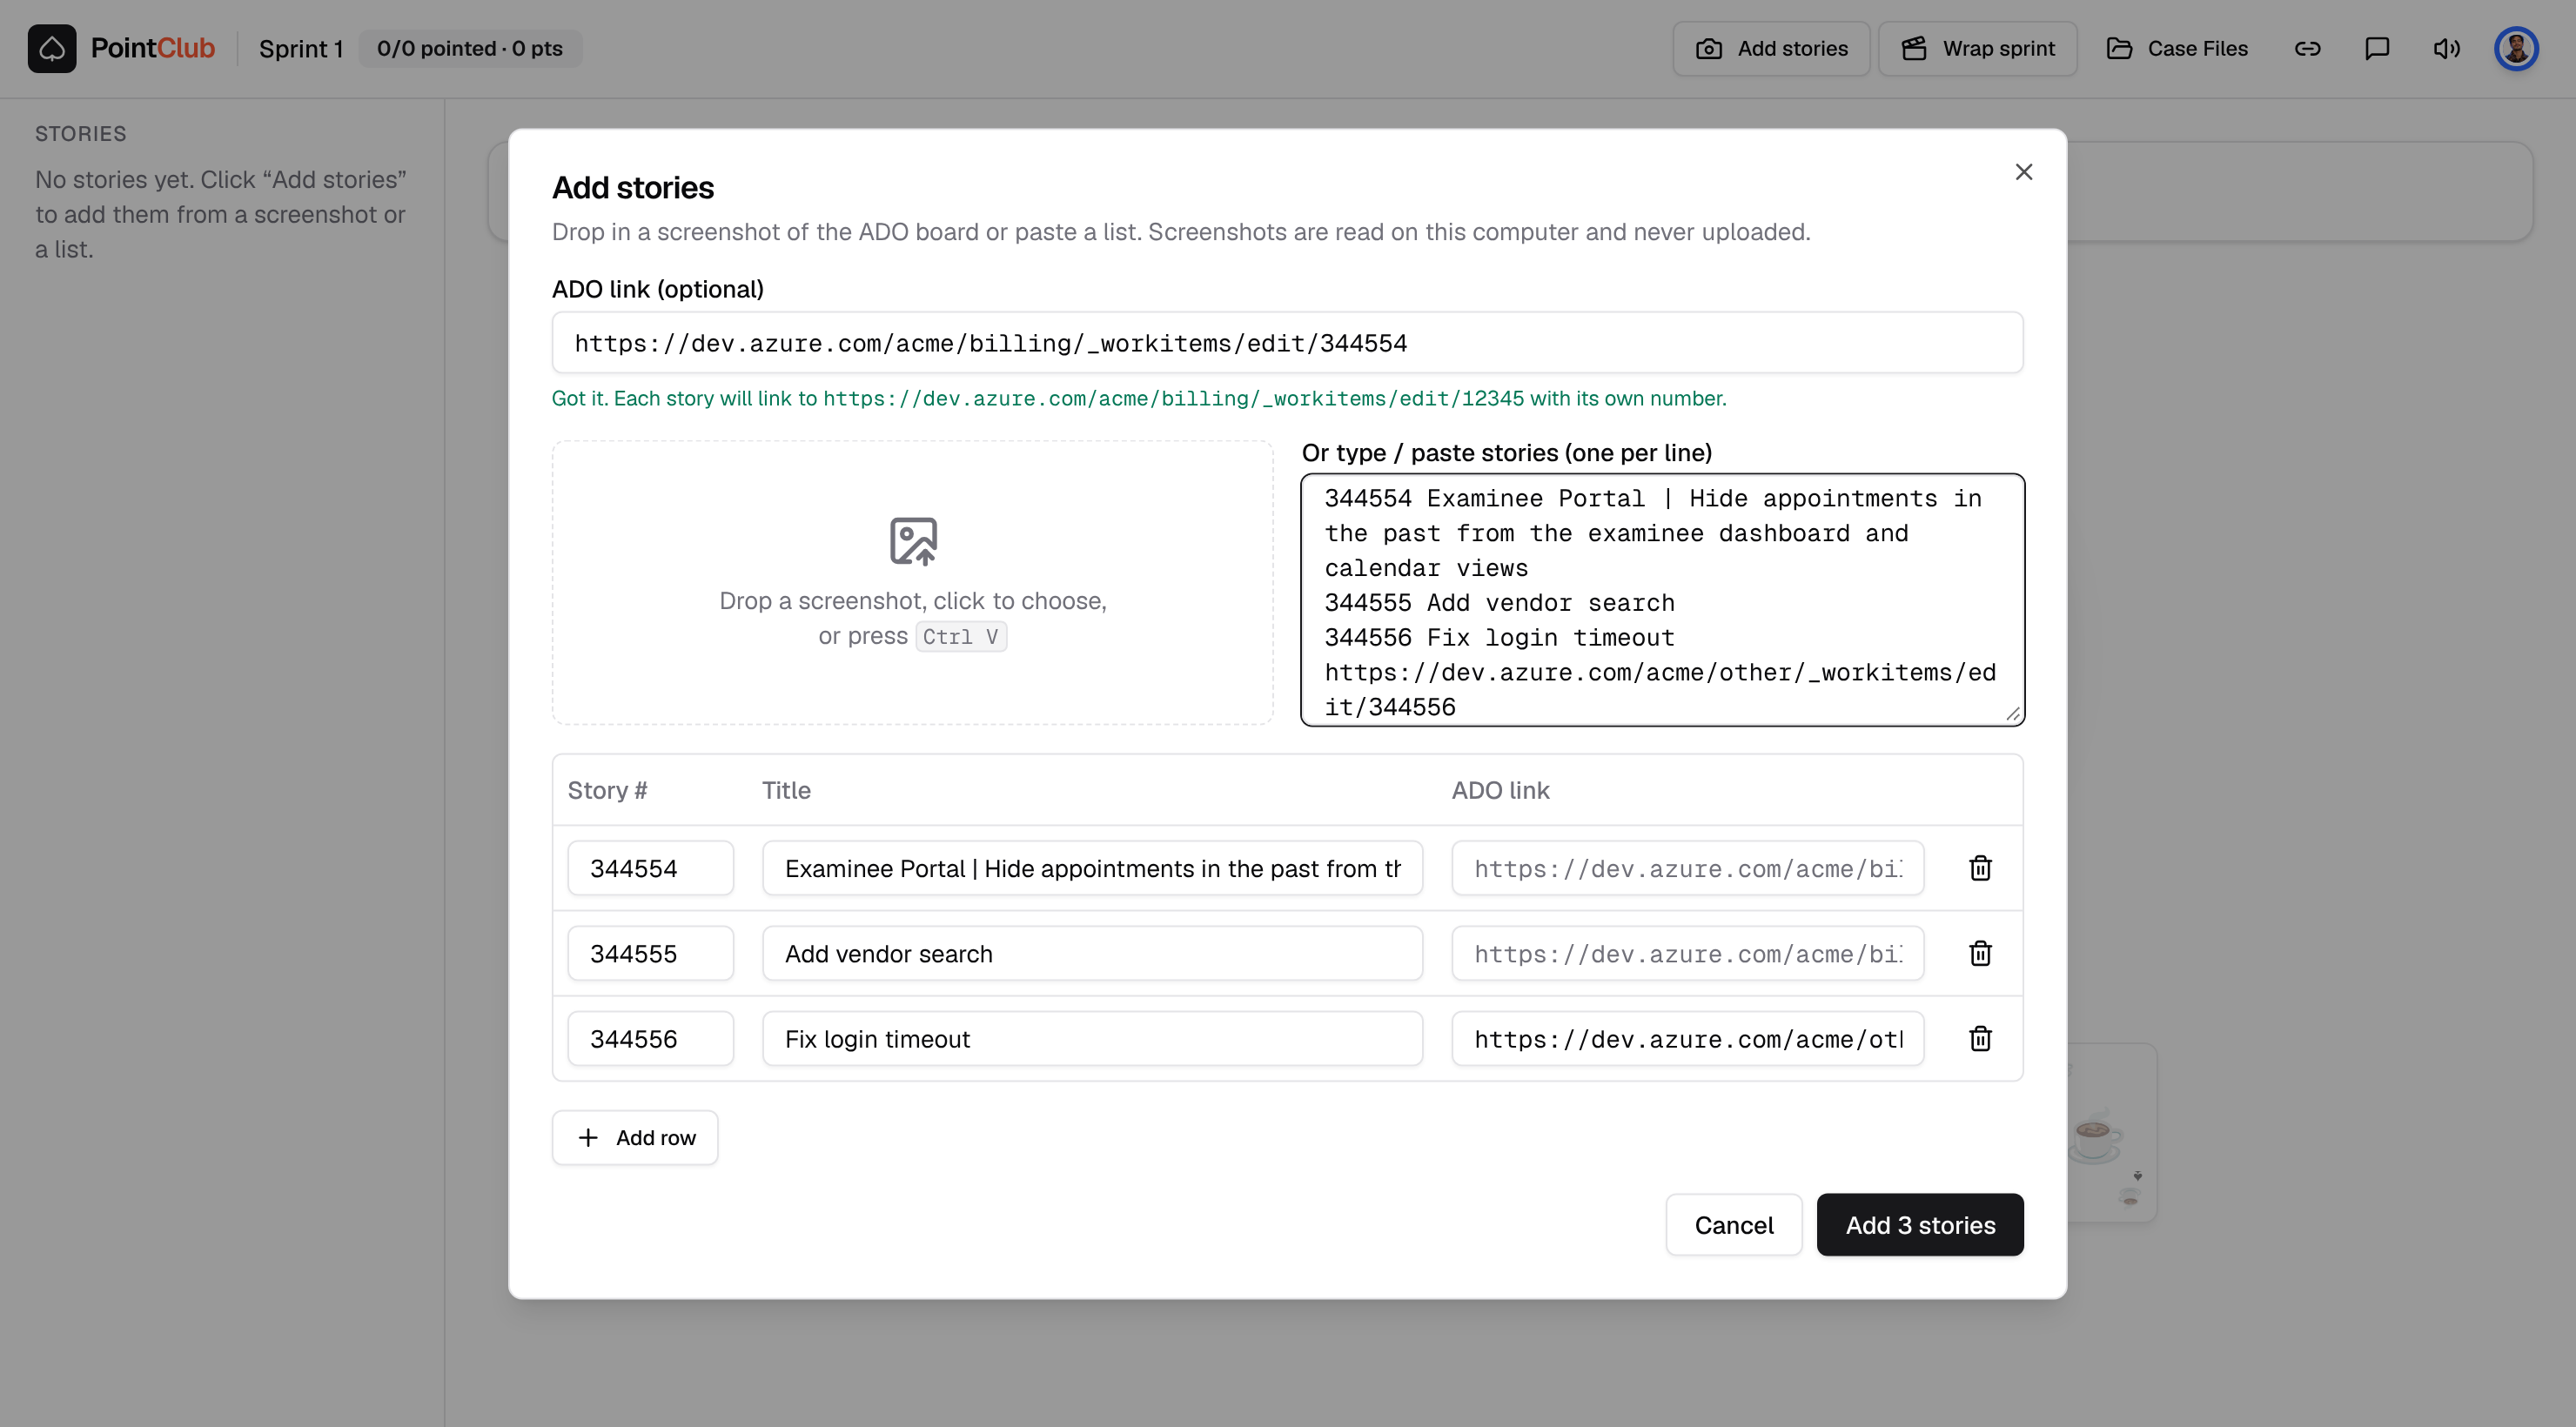 PointClub
Sprint 1
0/0 pointed · 0 pts
Add stories
Wrap sprint
Case Files
STORIES
No stories yet. Click “Add stories”
to add them from a screenshot or
a list.
Add stories
Drop in a screenshot of the ADO board or paste a list. Screenshots are read on this computer and never uploaded.
ADO link (optional)
https://dev.azure.com/acme/billing/_workitems/edit/344554
Got it. Each story will link to https://dev.azure.com/acme/billing/_workitems/edit/12345 with its own number.
Drop a screenshot, click to choose,
or press Ctrl V
Or type / paste stories (one per line)
344554 Examinee Portal | Hide appointments in
the past from the examinee dashboard and
calendar views
344555 Add vendor search
344556 Fix login timeout
https://dev.azure.com/acme/other/_workitems/ed
it/344556
Story # Title ADO link
344554 Examinee Portal | Hide appointments in the past from th https://dev.azure.com/acme/bil
344555 Add vendor search https://dev.azure.com/acme/bil
344556 Fix login timeout https://dev.azure.com/acme/oth
Add row
Cancel
Add 3 stories